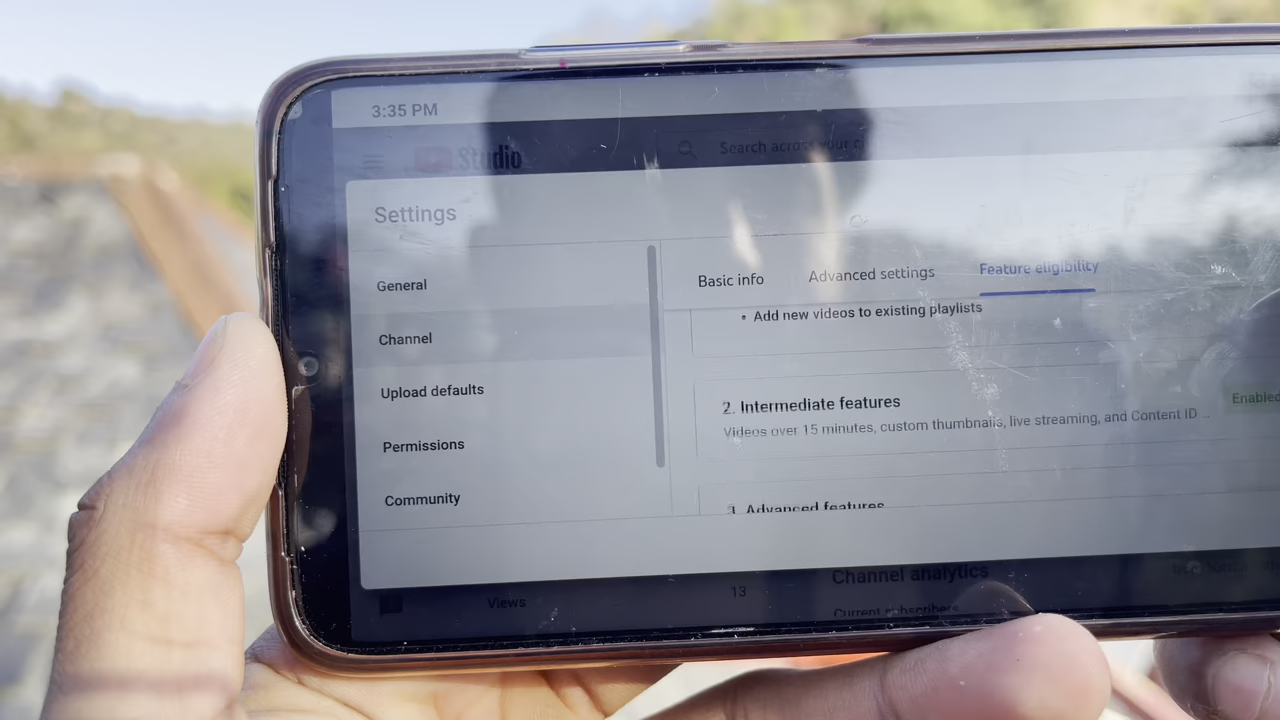 3:35 PM
Studio
Search across your c
Settings
General
Channel
Upload defaults
Permissions
Community
Basic info
Advanced settings
Feature eligibility
• Add new videos to existing playlists
2. Intermediate features
Videos over 15 minutes, custom thumbnails, live streaming, and Content ID ...
Enabled
3. Advanced features
Views
13
Channel analytics
Current subscribers